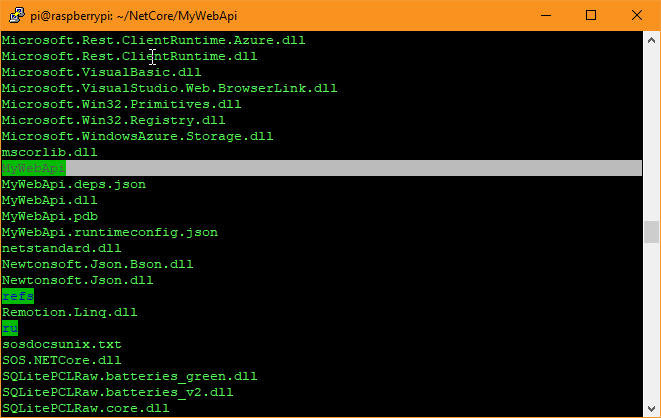 pi@raspberrypi: ~/NetCore/MyWebApi
Microsoft.Rest.ClientRuntime.Azure.dll
Microsoft.Rest.ClientRuntime.dll
Microsoft.VisualBasic.dll
Microsoft.VisualStudio.Web.BrowserLink.dll
Microsoft.Win32.Primitives.dll
Microsoft.Win32.Registry.dll
Microsoft.WindowsAzure.Storage.dll
mscorlib.dll
MyWebApi
MyWebApi.deps.json
MyWebApi.dll
MyWebApi.pdb
MyWebApi.runtimeconfig.json
netstandard.dll
Newtonsoft.Json.Bson.dll
Newtonsoft.Json.dll
refs
Remotion.Linq.dll
ru
sosdocsunix.txt
SOS.NETCore.dll
SQLitePCLRaw.batteries_green.dll
SQLitePCLRaw.batteries_v2.dll
SQLitePCLRaw.core.dll